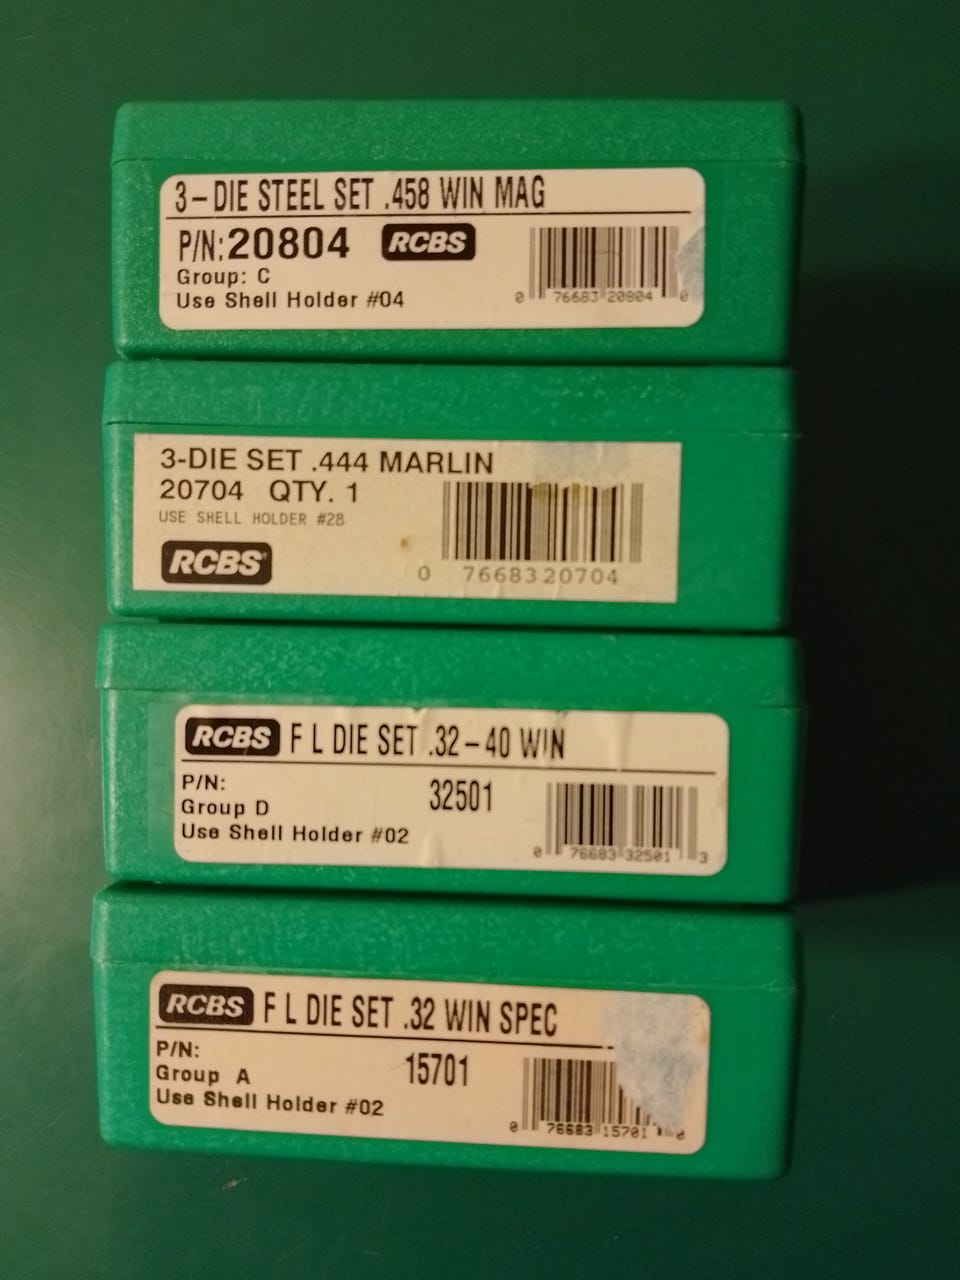 3-DIE STEEL SET .458 WIN MAG
P/N:20804 RCBS
Group: C
Use Shell Holder #04
0 76683 20804 0
3-DIE SET .444 MARLIN
20704 QTY. 1
USE SHELL HOLDER #28
RCBS
0 76683 20704
RCBS F L DIE SET .32-40 WIN
P/N: 32501
Group D
Use Shell Holder #02
0 76683 32501 3
RCBS F L DIE SET .32 WIN SPEC
P/N: 15701
Group A
Use Shell Holder #02
0 76683 15701 0